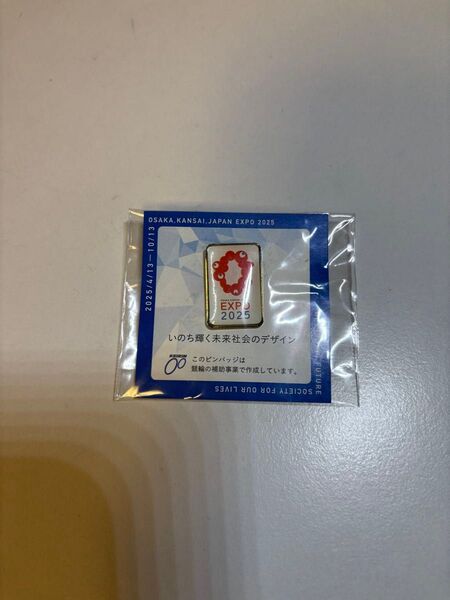 OSAKA,KANSAI,JAPAN EXPO 2025
2025/4/13—10/13
EXPO
2025
いのち輝く未来社会のデザイン
このピンバッジは
競輪の補助事業で作成しています。
FUTURE
SOCIETY FOR OUR LIVES